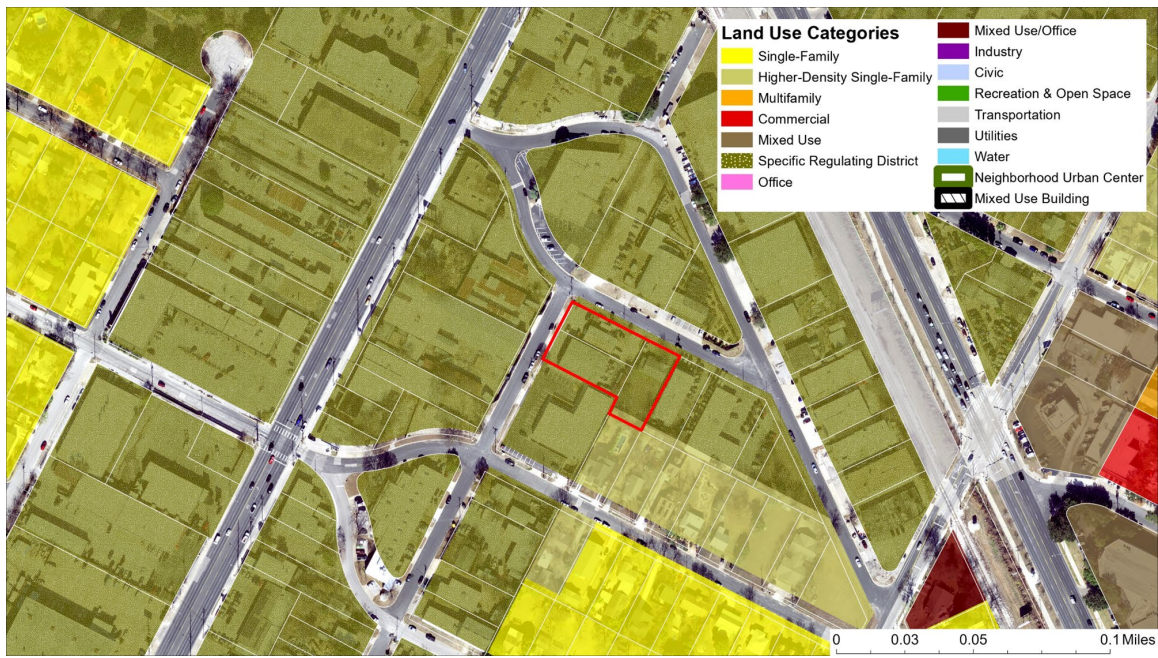 Land Use Categories
Single-Family
Higher-Density Single-Family
Multifamily
Commercial
Mixed Use
Specific Regulating District
Office
Mixed Use/Office
Industry
Civic
Recreation & Open Space
Transportation
Utilities
Water
Neighborhood Urban Center
Mixed Use Building
0 0.03 0.05 0.1 Miles